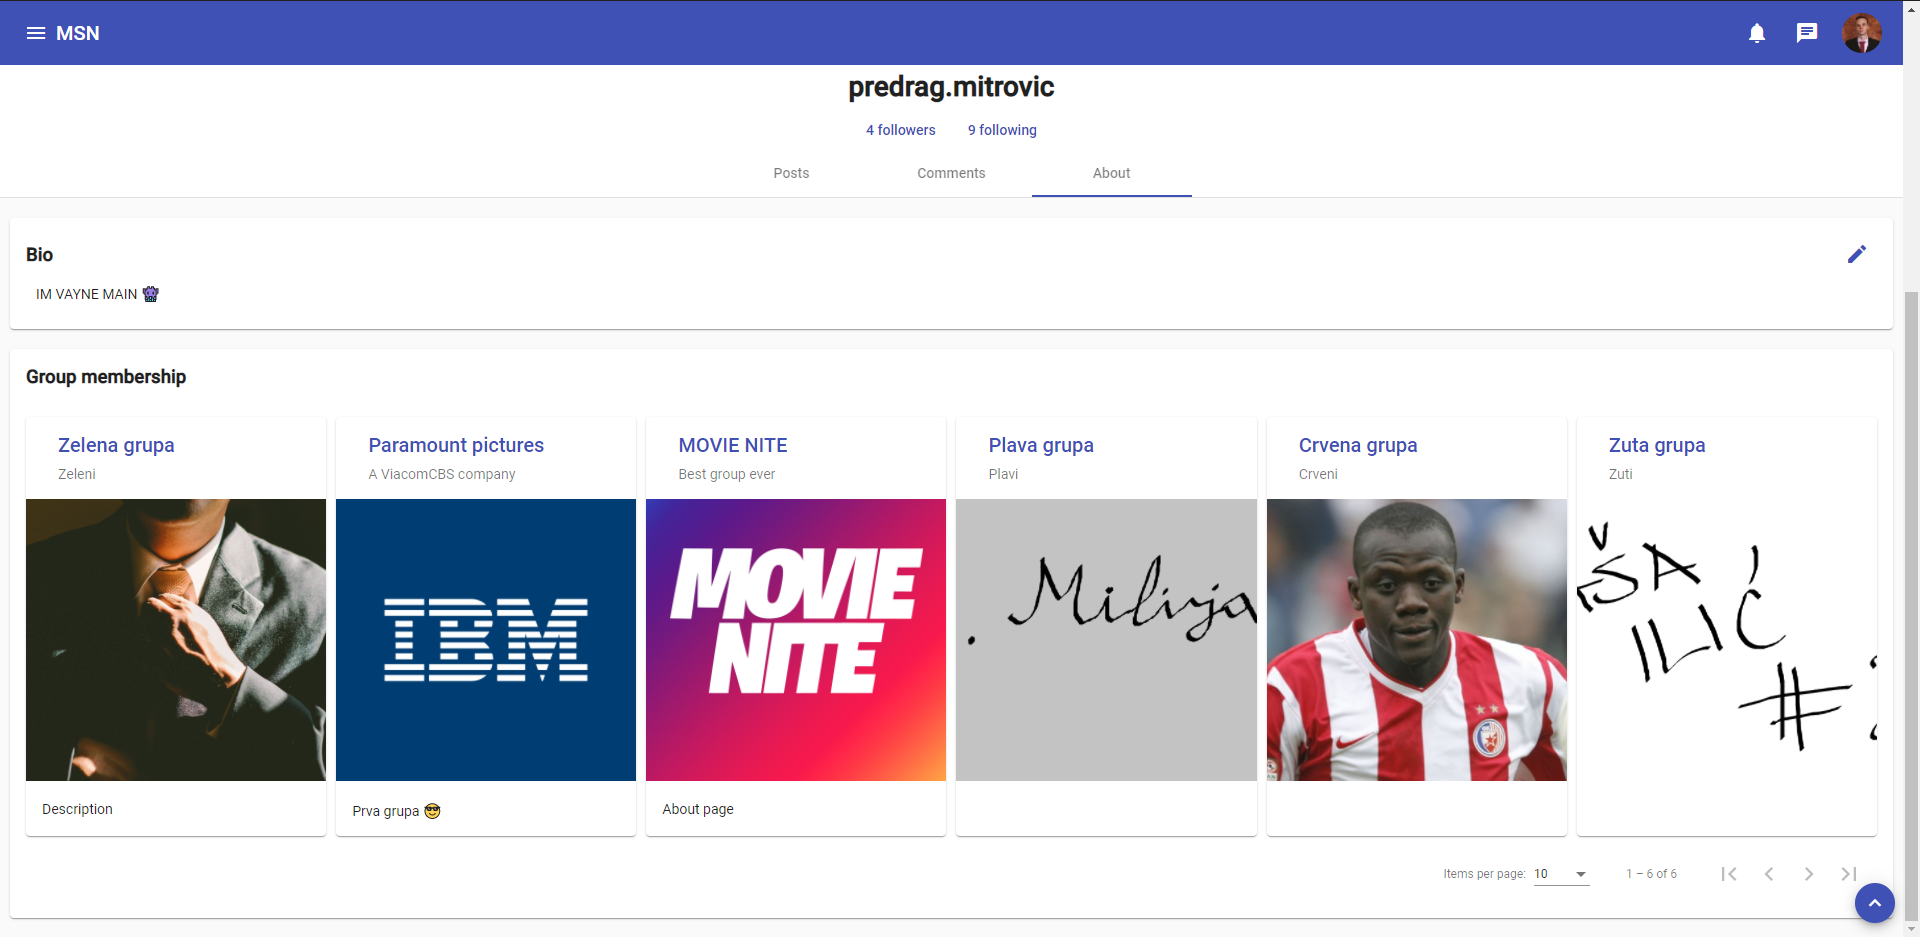 MSN
predrag.mitrovic
4 followers 9 following
Posts Comments About
Bio
IM VAYNE MAIN
Group membership
Zelena grupa
Zeleni
Description
Paramount pictures
A ViacomCBS company
IBM
Prva grupa 😎
MOVIE NITE
Best group ever
MOVIE
NITE
About page
Plava grupa
Plavi
. Milivja
Crvena grupa
Crveni
Zuta grupa
Zuti
ŠA
ILIĆ
#
Items per page: 10 1 – 6 of 6